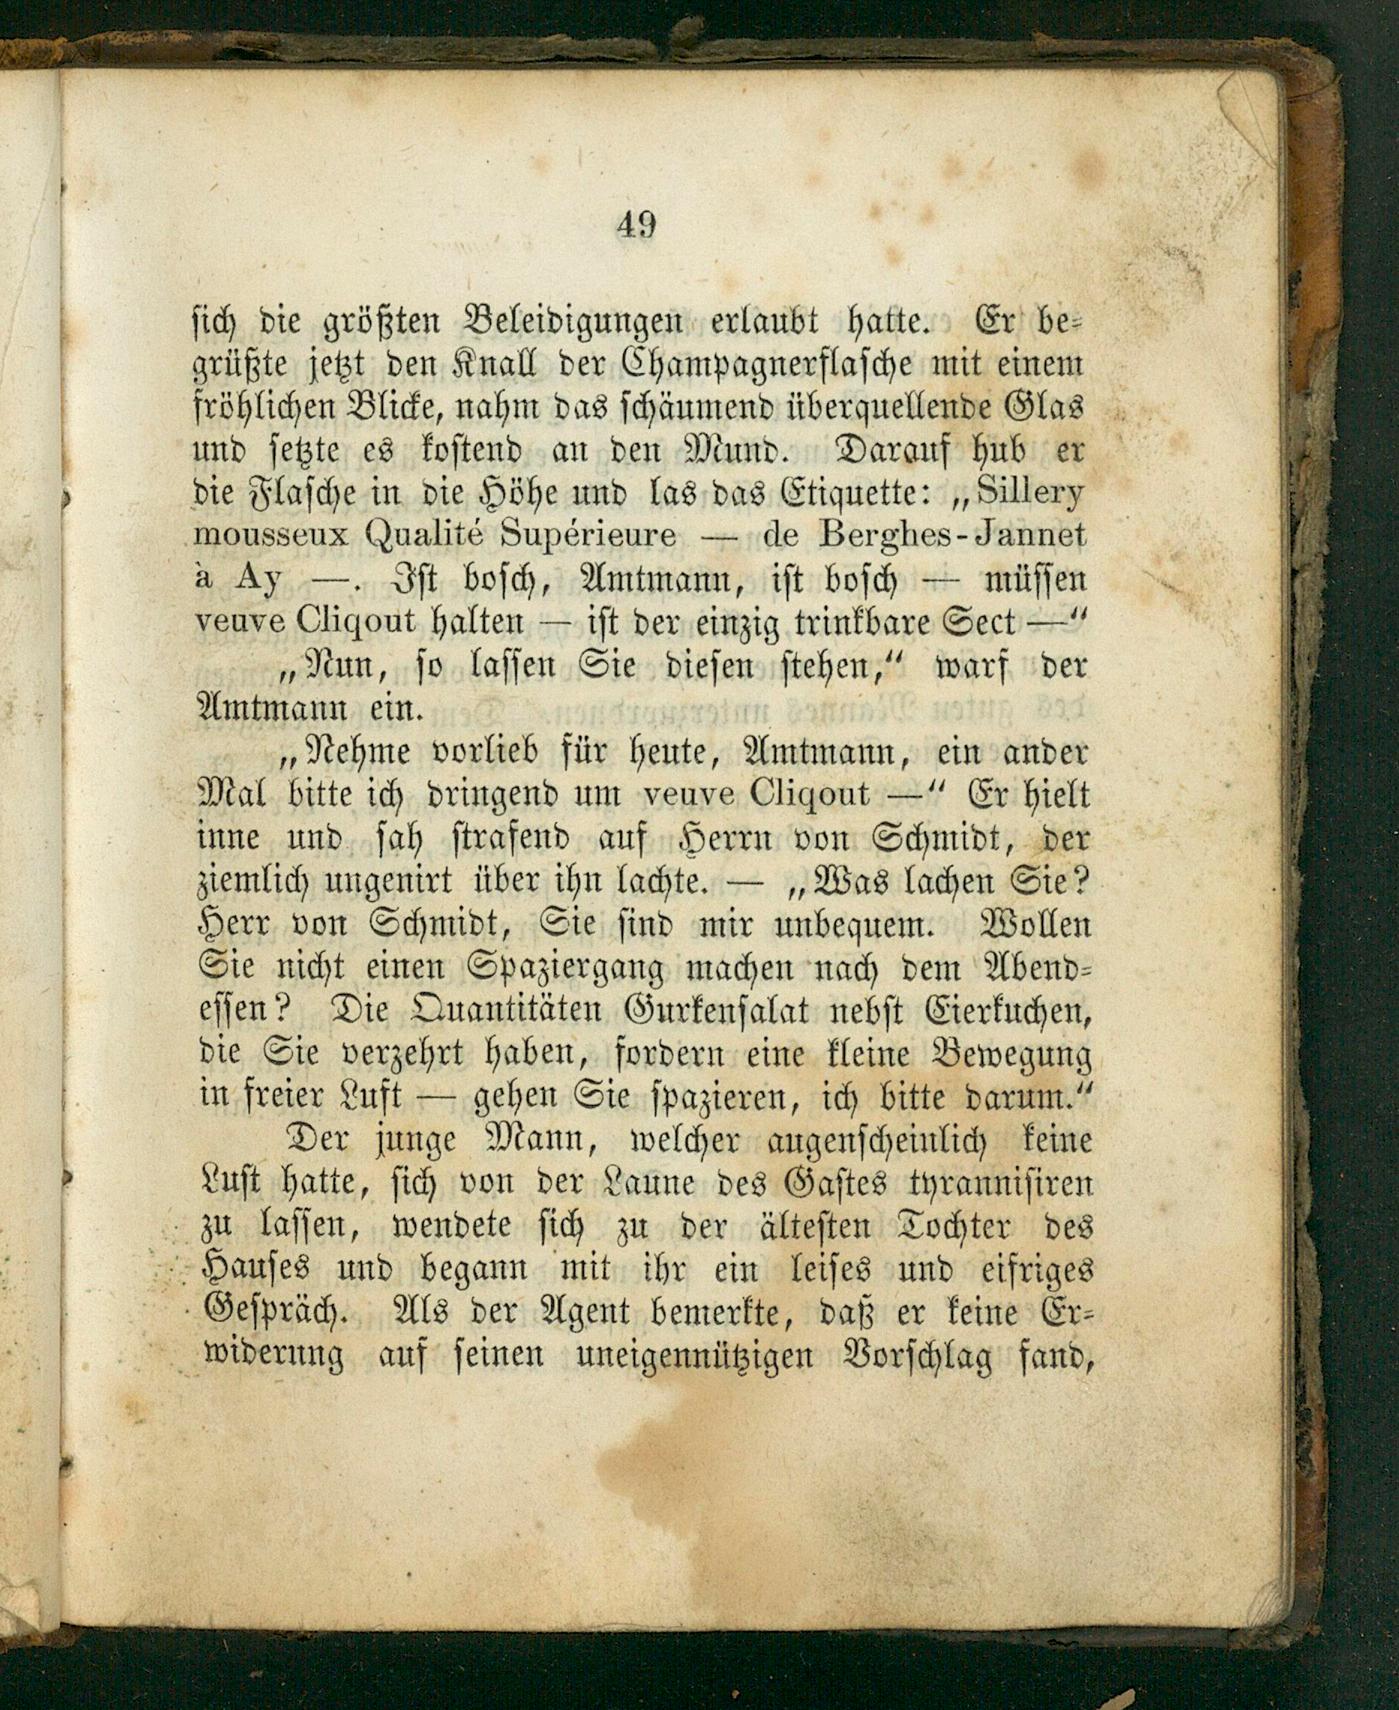 49
sich die größten Beleidigungen erlaubt hatte. Er be-
grüßte jetzt den Knall der Champagnerflasche mit einem
fröhlichen Blicke, nahm das schäumend überquellende Glas
und setzte es kostend an den Mund. Darauf hub er
die Flasche in die Höhe und las das Etiquette: „Sillery
mousseux Qualité Supérieure — de Berghes-Jannet
à Ay —. Ist bosch, Amtmann, ist bosch — müssen
veuve Cliqout halten — ist der einzig trinkbare Sect —“
„Nun, so lassen Sie diesen stehen,“ warf der
Amtmann ein.
„Nehme vorlieb für heute, Amtmann, ein ander
Mal bitte ich dringend um veuve Cliqout —“ Er hielt
inne und sah strafend auf Herrn von Schmidt, der
ziemlich ungenirt über ihn lachte. — „Was lachen Sie?
Herr von Schmidt, Sie sind mir unbequem. Wollen
Sie nicht einen Spaziergang machen nach dem Abend-
essen? Die Quantitäten Gurkensalat nebst Eierkuchen,
die Sie verzehrt haben, fordern eine kleine Bewegung
in freier Luft — gehen Sie spazieren, ich bitte darum.“
Der junge Mann, welcher augenscheinlich keine
Lust hatte, sich von der Laune des Gastes tyrannisiren
zu lassen, wendete sich zu der ältesten Tochter des
Hauses und begann mit ihr ein leises und eifriges
Gespräch. Als der Agent bemerkte, daß er keine Er-
widerung auf seinen uneigennützigen Vorschlag fand,